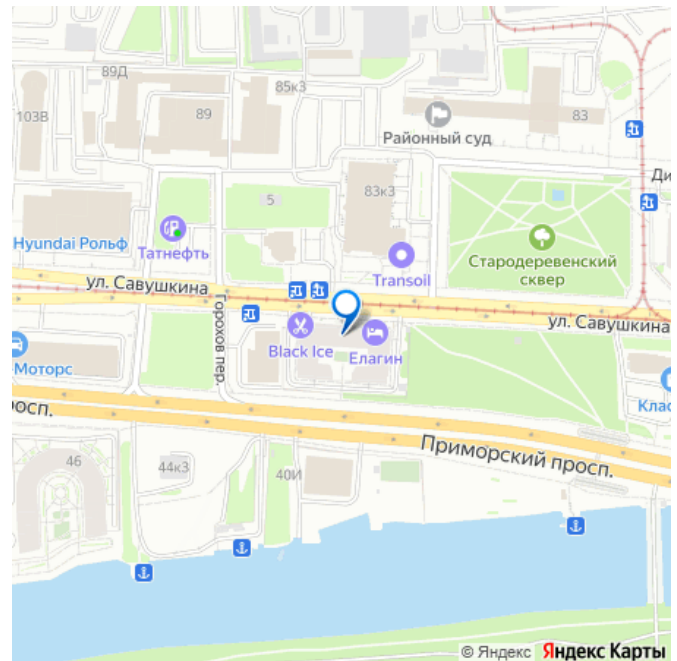 89Д
85к3
103В
89
83
Районный суд
Ди
83к3
5
Hyundai Рольф
Татнефть
Transoil
Стародеревенский
сквер
ул. Савушкина
Горохов пер.
ул. Савушкина
Black Ice
Елагин
Моторс
Клас
росп.
Приморский просп.
46
44к3
40И
© Яндекс Яндекс Карты